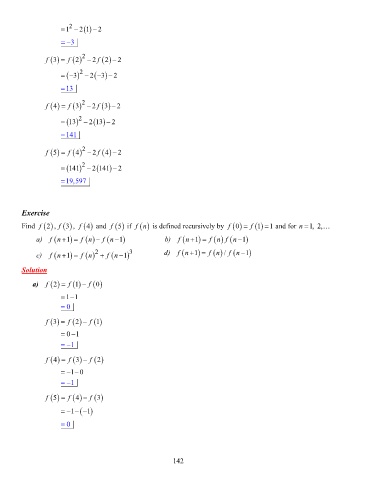 = 1² − 2(1) − 2
= −3
f(3) = f(2)² − 2f(2) − 2
= (−3)² − 2(−3) − 2
= 13
f(4) = f(3)² − 2f(3) − 2
= (13)² − 2(13) − 2
= 141
f(5) = f(4)² − 2f(4) − 2
= (141)² − 2(141) − 2
= 19,597
Exercise
Find f(2), f(3), f(4) and f(5) if f(n) is defined recursively by f(0) = f(1) = 1 and for n = 1, 2,…
a) f(n+1) = f(n) − f(n−1) b) f(n+1) = f(n) f(n−1)
c) f(n+1) = f(n)² + f(n−1)³ d) f(n+1) = f(n) / f(n−1)
Solution
a) f(2) = f(1) − f(0)
= 1 − 1
= 0
f(3) = f(2) − f(1)
= 0 − 1
= −1
f(4) = f(3) − f(2)
= −1 − 0
= −1
f(5) = f(4) − f(3)
= −1 − (−1)
= 0
142